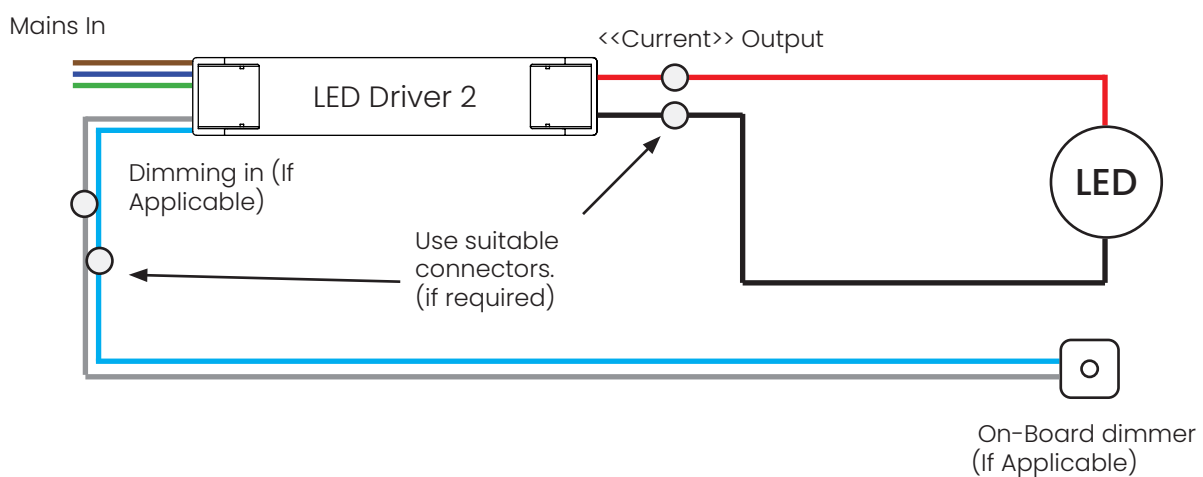 Mains In
<<Current>> Output
LED Driver 2
Dimming in (If
Applicable)
LED
Use suitable
connectors.
(if required)
On-Board dimmer
(If Applicable)